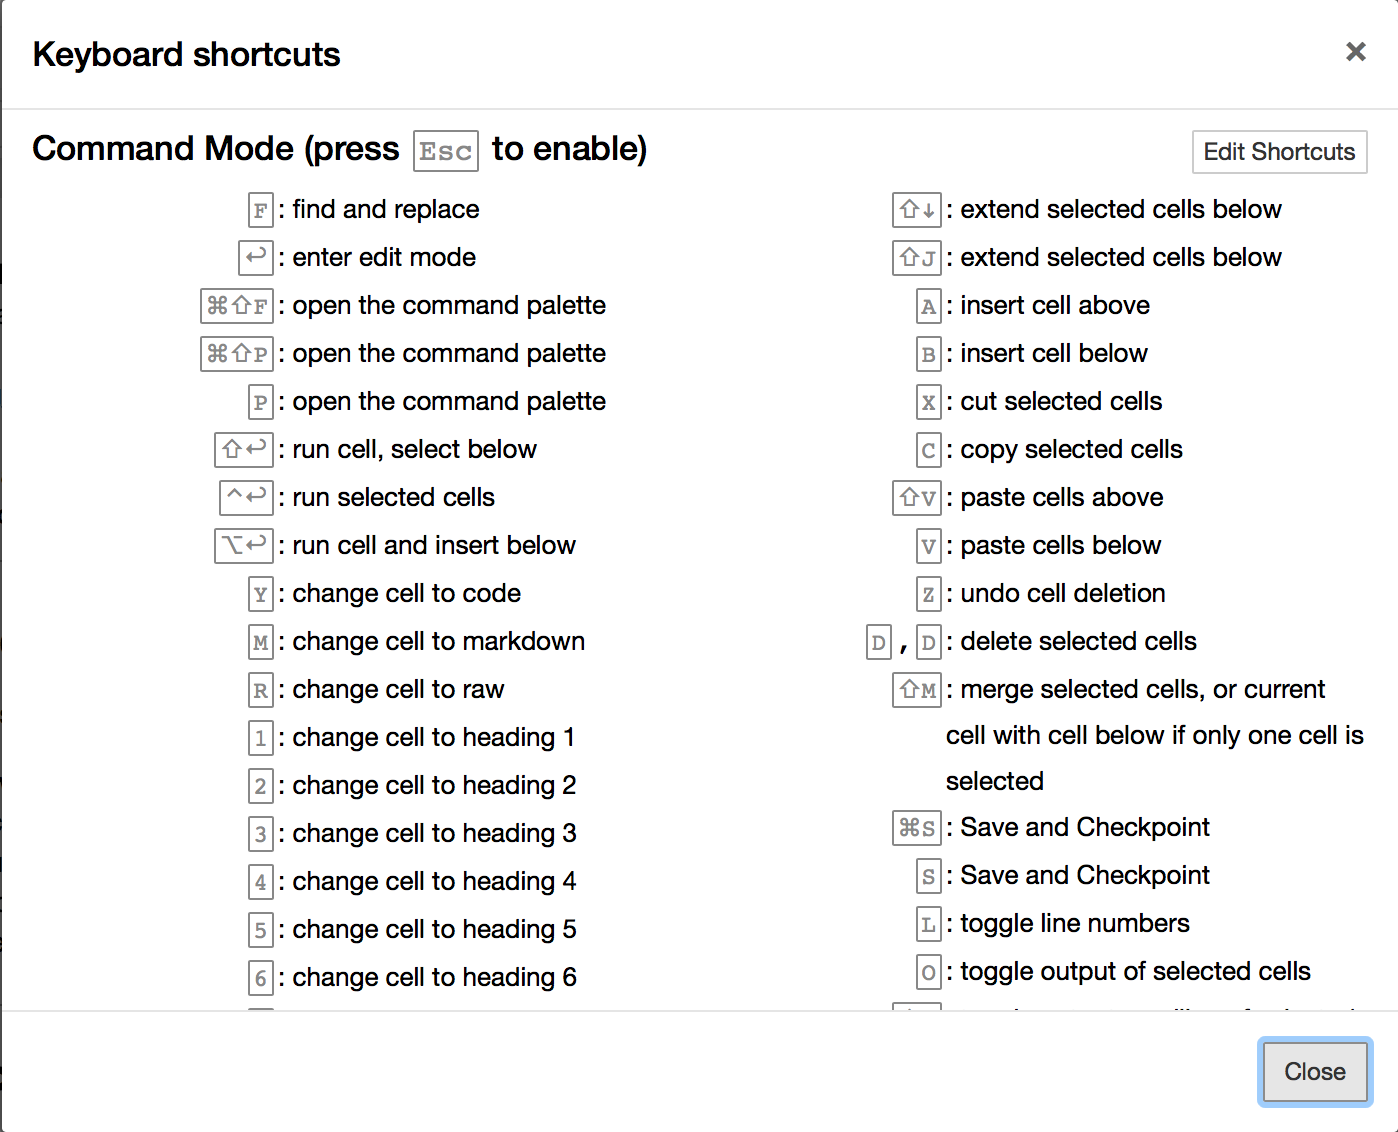 Keyboard shortcuts ×
Command Mode (press Esc to enable)
Edit Shortcuts
F : find and replace
↩ : enter edit mode
⌘⇧F : open the command palette
⌘⇧P : open the command palette
P : open the command palette
⇧↩ : run cell, select below
^↩ : run selected cells
⌥↩ : run cell and insert below
Y : change cell to code
M : change cell to markdown
R : change cell to raw
1 : change cell to heading 1
2 : change cell to heading 2
3 : change cell to heading 3
4 : change cell to heading 4
5 : change cell to heading 5
6 : change cell to heading 6
⇧↓ : extend selected cells below
⇧J : extend selected cells below
A : insert cell above
B : insert cell below
X : cut selected cells
C : copy selected cells
⇧V : paste cells above
V : paste cells below
Z : undo cell deletion
D , D : delete selected cells
⇧M : merge selected cells, or current
cell with cell below if only one cell is
selected
⌘S : Save and Checkpoint
S : Save and Checkpoint
L : toggle line numbers
O : toggle output of selected cells
Close